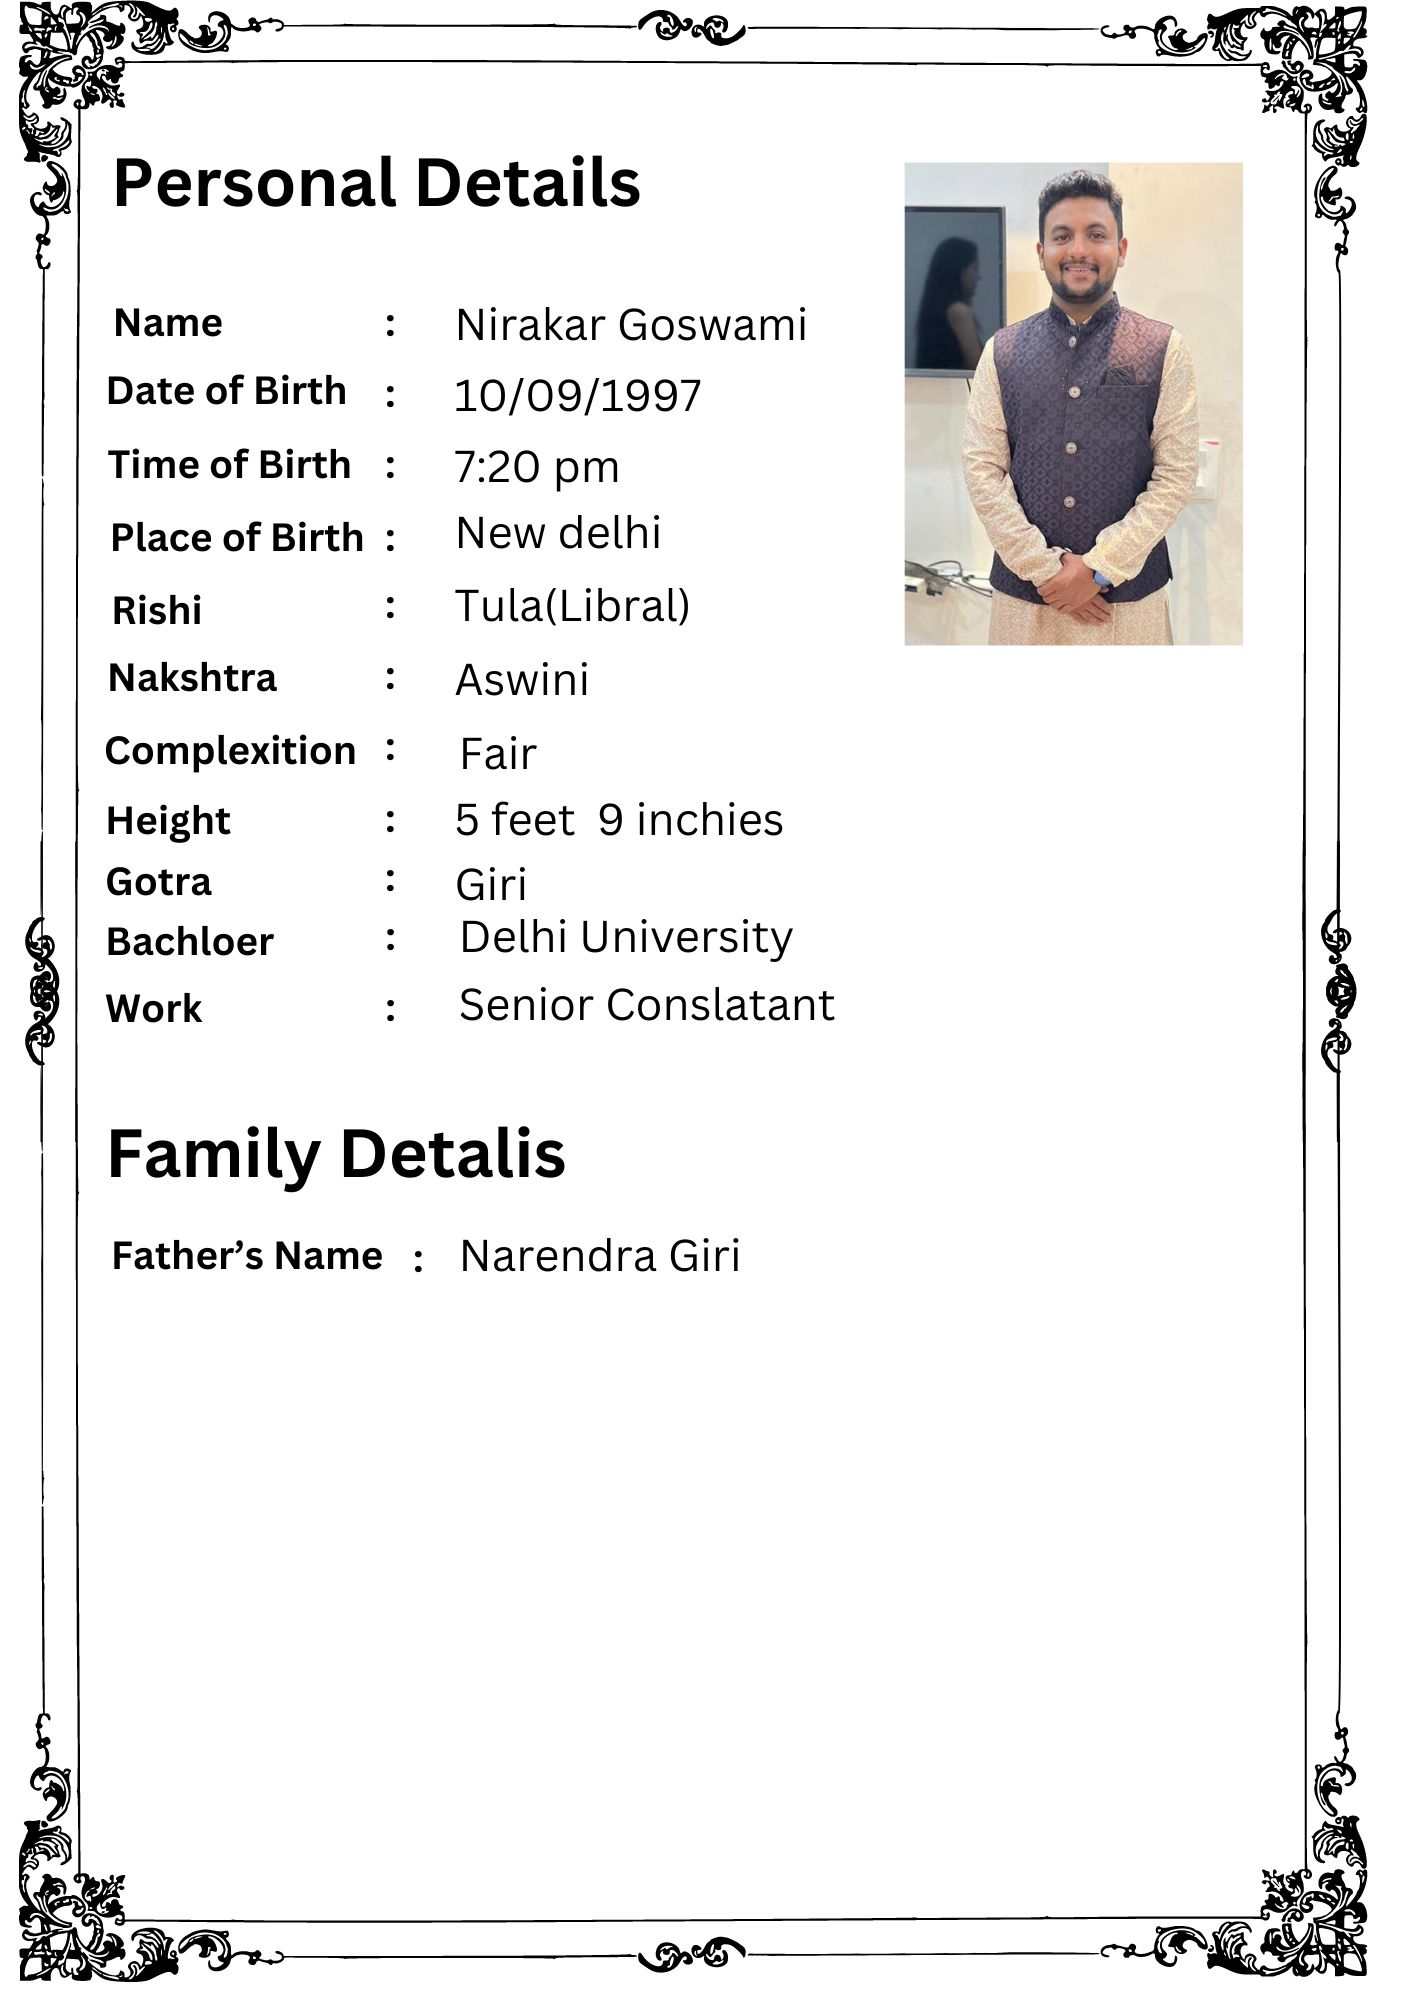 Personal Details
Name : Nirakar Goswami
Date of Birth : 10/09/1997
Time of Birth : 7:20 pm
Place of Birth : New delhi
Rishi : Tula(Libral)
Nakshtra : Aswini
Complexition : Fair
Height : 5 feet 9 inchies
Gotra : Giri
Bachloer : Delhi University
Work : Senior Conslatant
Family Detalis
Father’s Name : Narendra Giri